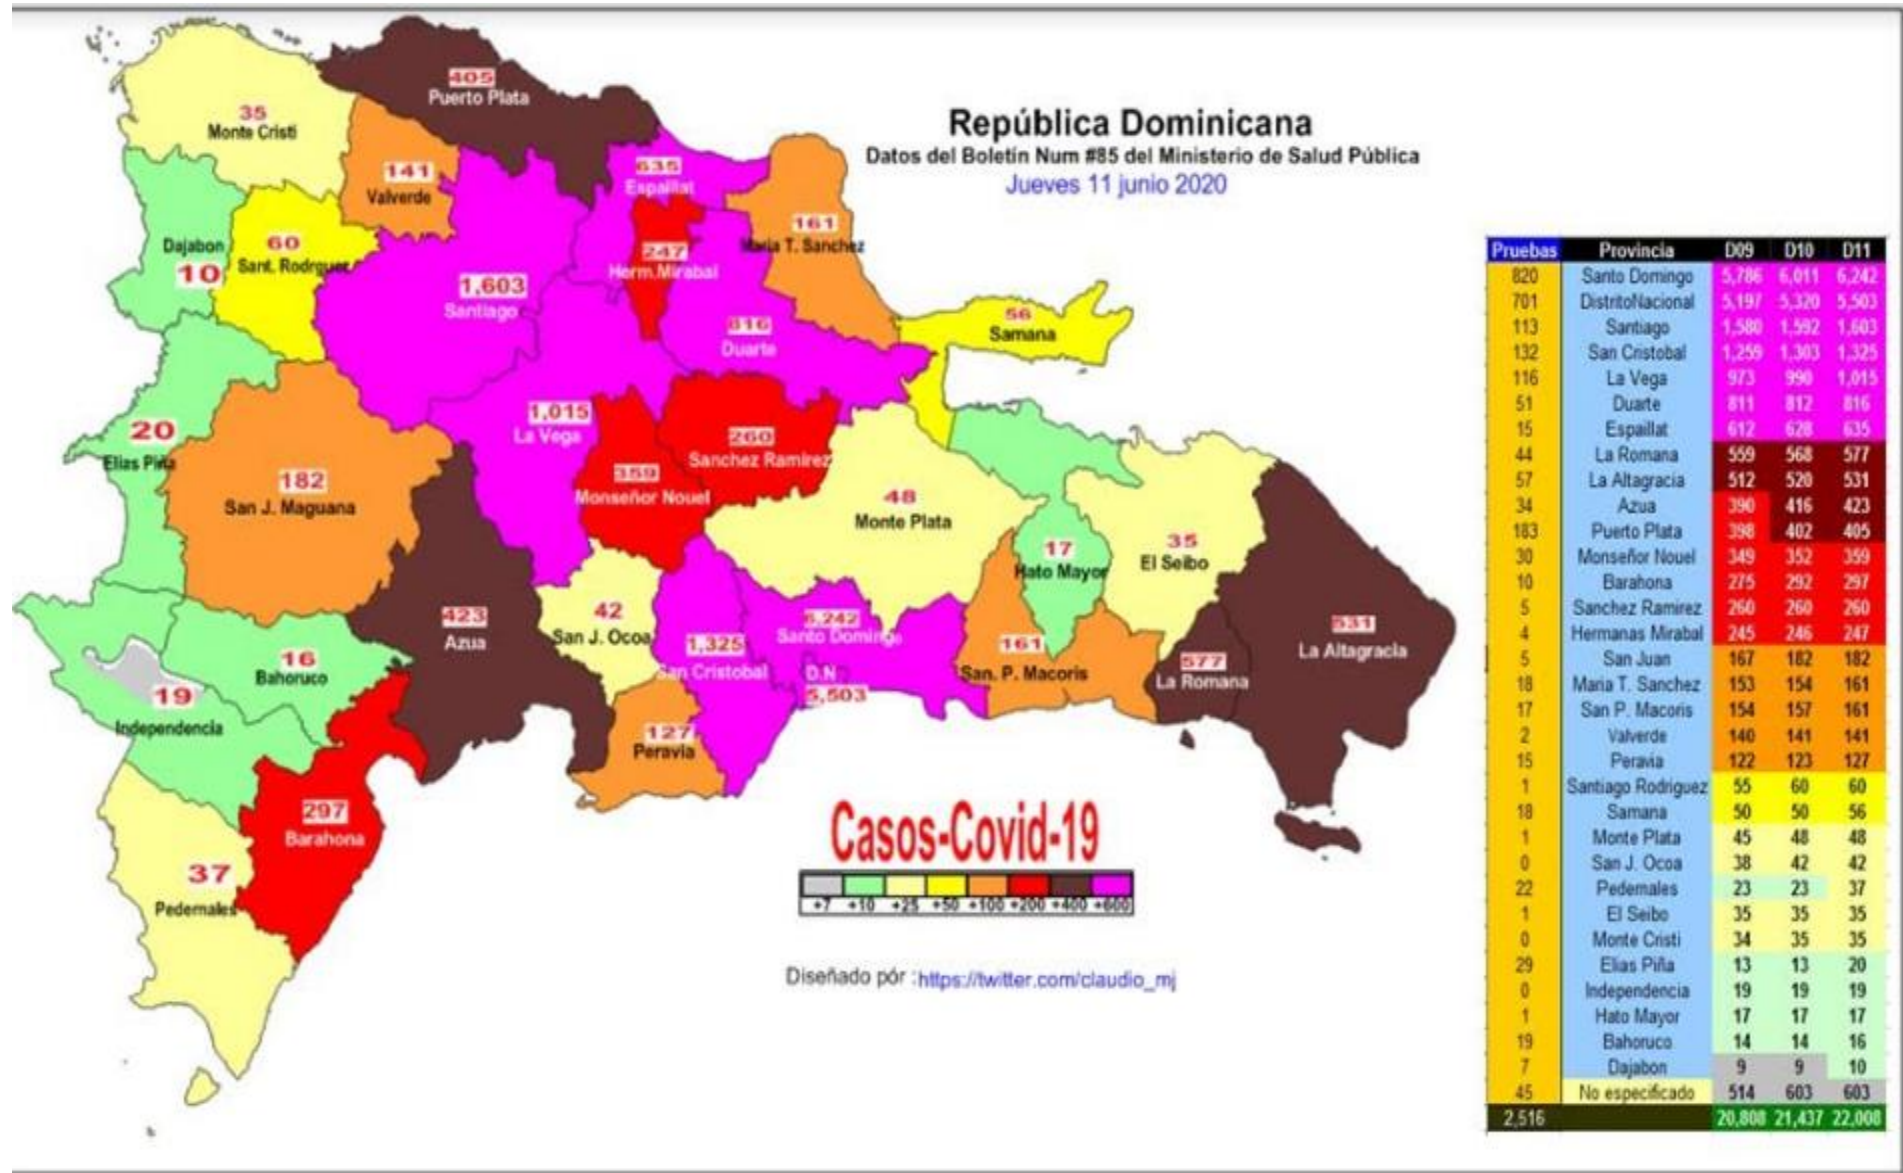 405
Puerto Plata
35
Monte Cristi
141
Valverde
635
Espaillat
República Dominicana
Datos del Boletin Num #85 del Ministerio de Salud Pública
Jueves 11 junio 2020
161
Maria T. Sanchez
Dajabon
10
60
Sant. Rodrguez
247
Herm.Mirabal
1,603
Santiago
816
Duarte
56
Samana
20
Elias Piña
182
San J. Maguana
1,015
La Vega
260
Sanchez Ramirez
359
Monseñor Nouel
48
Monte Plata
17
Hato Mayor
35
El Seibo
423
Azua
42
San J. Ocoa
1,325
San Cristobal
6,242
Santo Domingo
D.N
5,503
161
San. P. Macoris
577
La Romana
531
La Altagracia
16
Bahoruco
19
Independencia
127
Peravia
297
Barahona
37
Pedernales
Casos-Covid-19
+7 +10 +25 +50 +100 +200 +400 +600
Diseñado pór : https://twitter.com/claudio_mj
Pruebas Provincia D09 D10 D11
820 Santo Domingo 5,786 6,011 6,242
701 DistritoNacional 5,197 5,320 5,503
113 Santiago 1,580 1,592 1,603
132 San Cristobal 1,259 1,303 1,325
116 La Vega 973 990 1,015
51 Duarte 811 812 816
15 Espaillat 612 628 635
44 La Romana 559 568 577
57 La Altagracia 512 520 531
34 Azua 390 416 423
183 Puerto Plata 398 402 405
30 Monseñor Nouel 349 352 359
10 Barahona 275 292 297
5 Sanchez Ramirez 260 260 260
4 Hermanas Mirabal 245 246 247
5 San Juan 167 182 182
18 Maria T. Sanchez 153 154 161
17 San P. Macoris 154 157 161
2 Valverde 140 141 141
15 Peravia 122 123 127
1 Santiago Rodriguez 55 60 60
18 Samana 50 50 56
1 Monte Plata 45 48 48
0 San J. Ocoa 38 42 42
22 Pedernales 23 23 37
1 El Seibo 35 35 35
0 Monte Cristi 34 35 35
29 Elias Piña 13 13 20
0 Independencia 19 19 19
1 Hato Mayor 17 17 17
19 Bahoruco 14 14 16
7 Dajabon 9 9 10
45 No especificado 514 603 603
2,516 20,808 21,437 22,008